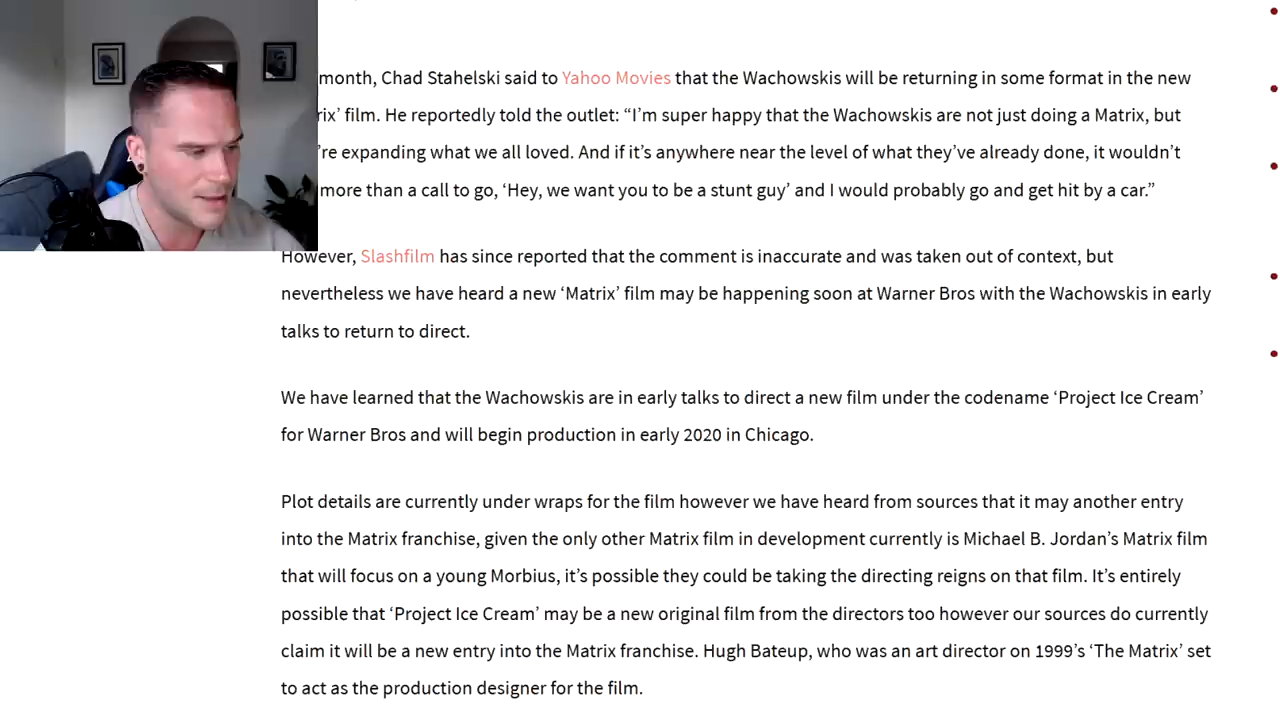 month, Chad Stahelski said to Yahoo Movies that the Wachowskis will be returning in some format in the new
rix’ film. He reportedly told the outlet: “I’m super happy that the Wachowskis are not just doing a Matrix, but
’re expanding what we all loved. And if it’s anywhere near the level of what they’ve already done, it wouldn’t
more than a call to go, ‘Hey, we want you to be a stunt guy’ and I would probably go and get hit by a car.”
However, Slashfilm has since reported that the comment is inaccurate and was taken out of context, but
nevertheless we have heard a new ‘Matrix’ film may be happening soon at Warner Bros with the Wachowskis in early
talks to return to direct.
We have learned that the Wachowskis are in early talks to direct a new film under the codename ‘Project Ice Cream’
for Warner Bros and will begin production in early 2020 in Chicago.
Plot details are currently under wraps for the film however we have heard from sources that it may another entry
into the Matrix franchise, given the only other Matrix film in development currently is Michael B. Jordan’s Matrix film
that will focus on a young Morbius, it’s possible they could be taking the directing reigns on that film. It’s entirely
possible that ‘Project Ice Cream’ may be a new original film from the directors too however our sources do currently
claim it will be a new entry into the Matrix franchise. Hugh Bateup, who was an art director on 1999’s ‘The Matrix’ set
to act as the production designer for the film.